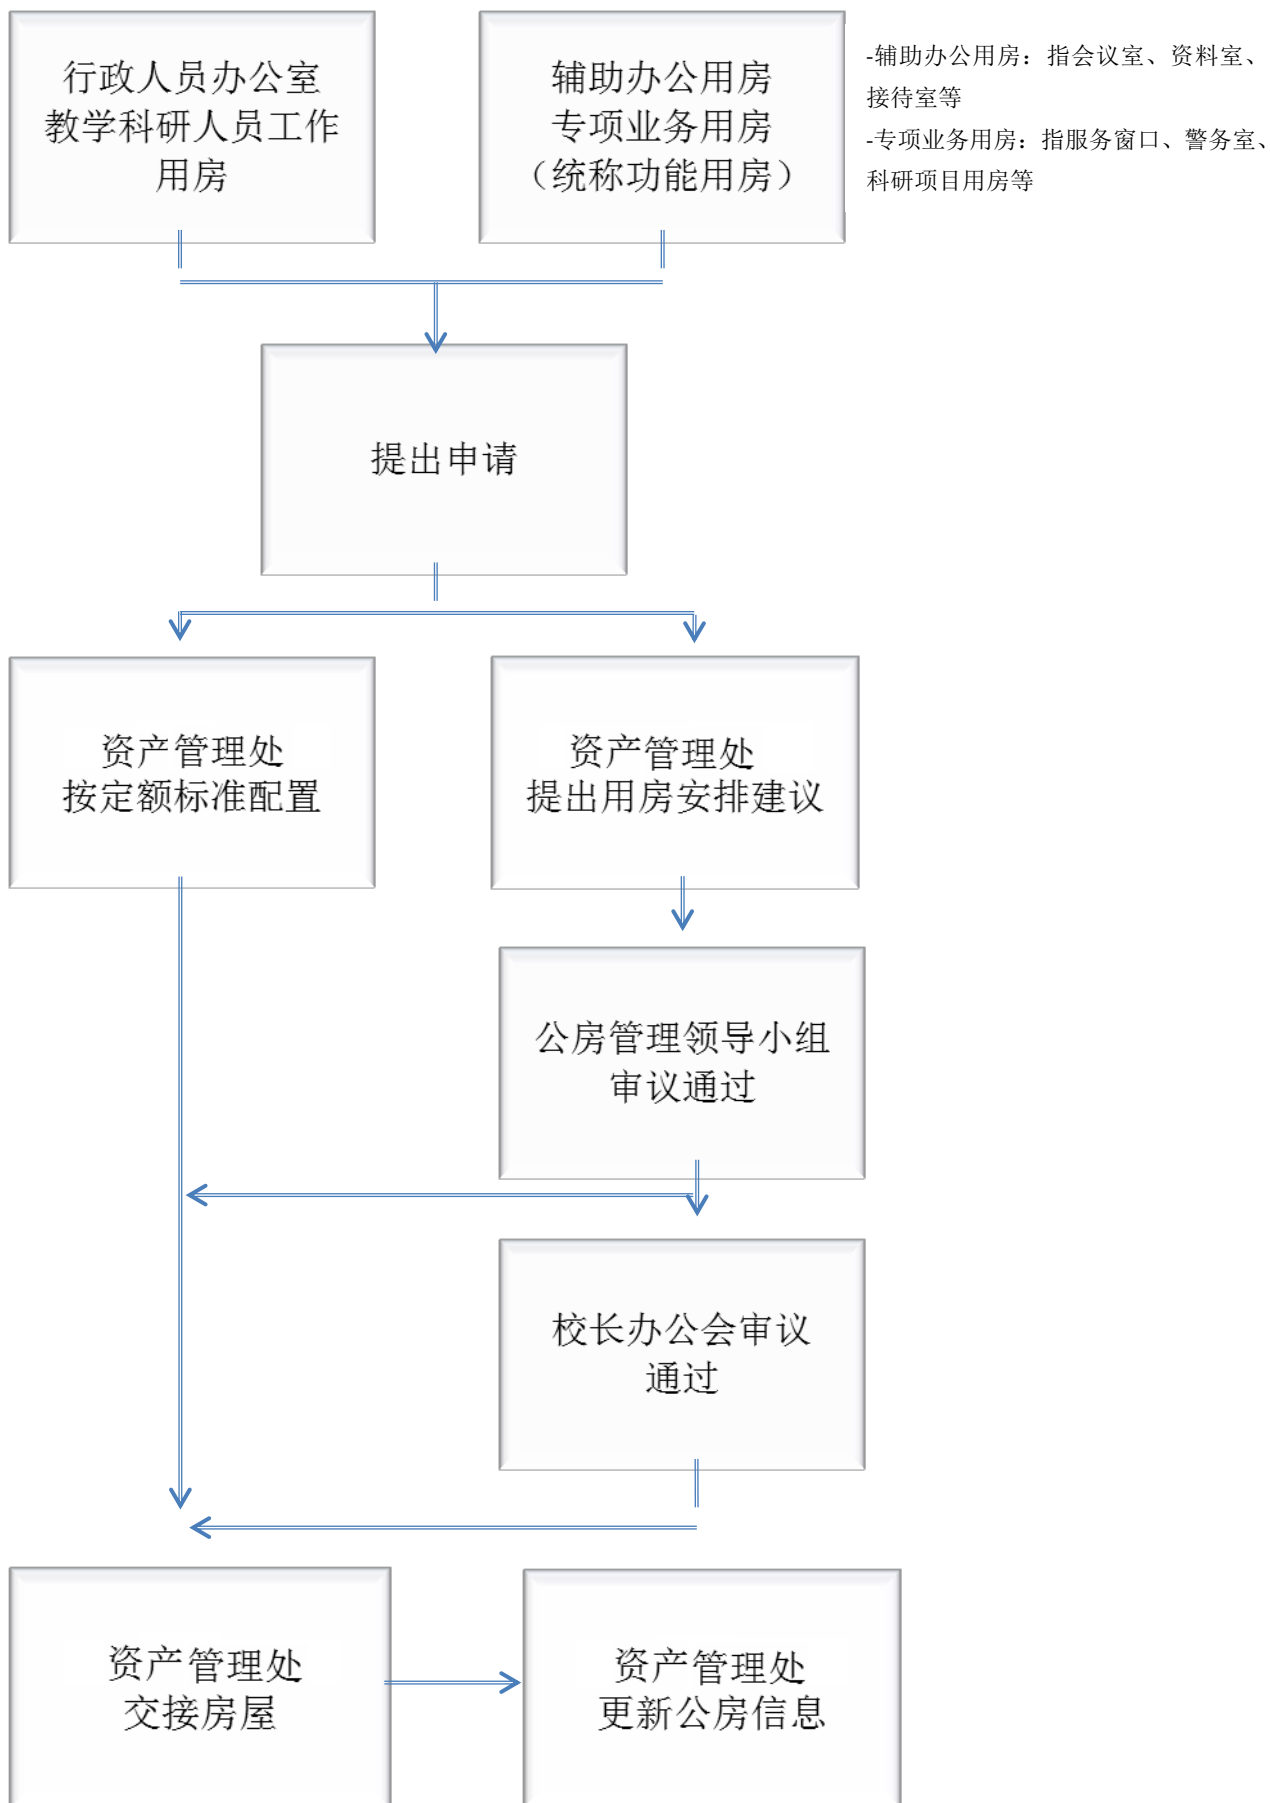 行政人员办公室
教学科研人员工作
用房
辅助办公用房
专项业务用房
（统称功能用房）
-辅助办公用房：指会议室、资料室、
接待室等
-专项业务用房：指服务窗口、警务室、
科研项目用房等
提出申请
资产管理处
按定额标准配置
资产管理处
提出用房安排建议
公房管理领导小组
审议通过
校长办公会审议
通过
资产管理处
交接房屋
资产管理处
更新公房信息